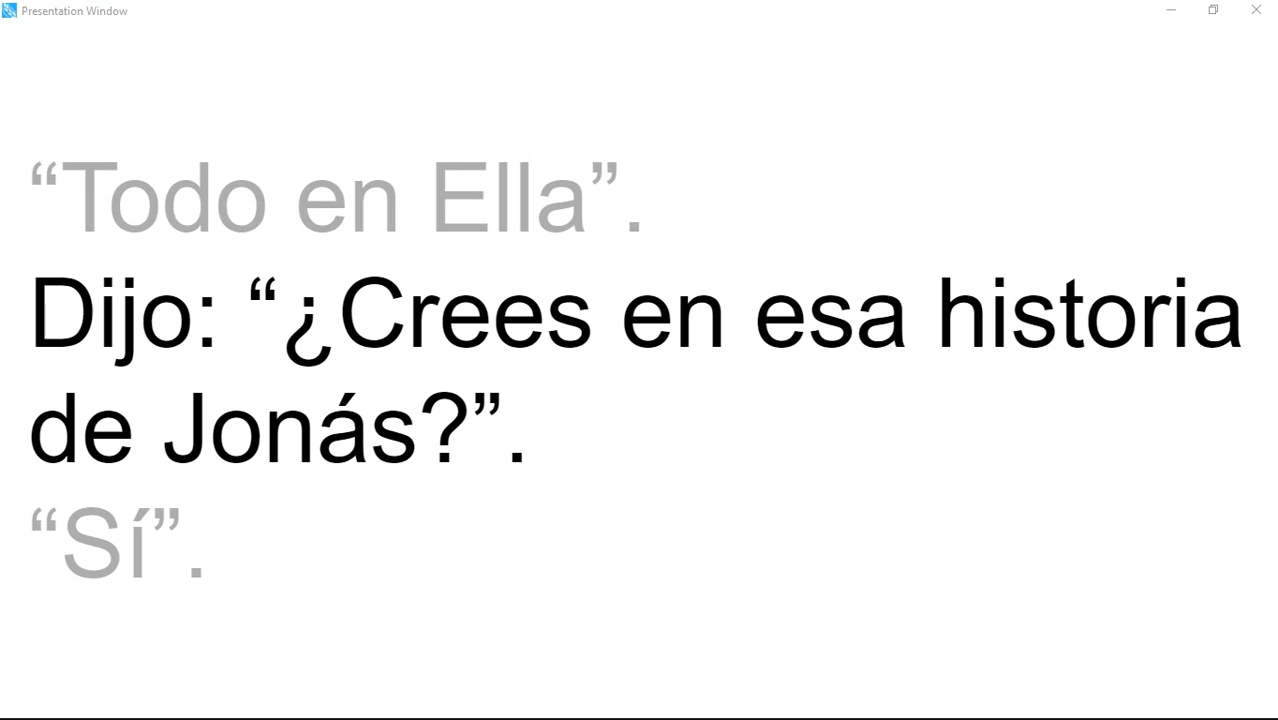 Presentation Window
“Todo en Ella”.
Dijo: “¿Crees en esa historia
de Jonás?”.
“Sí”.